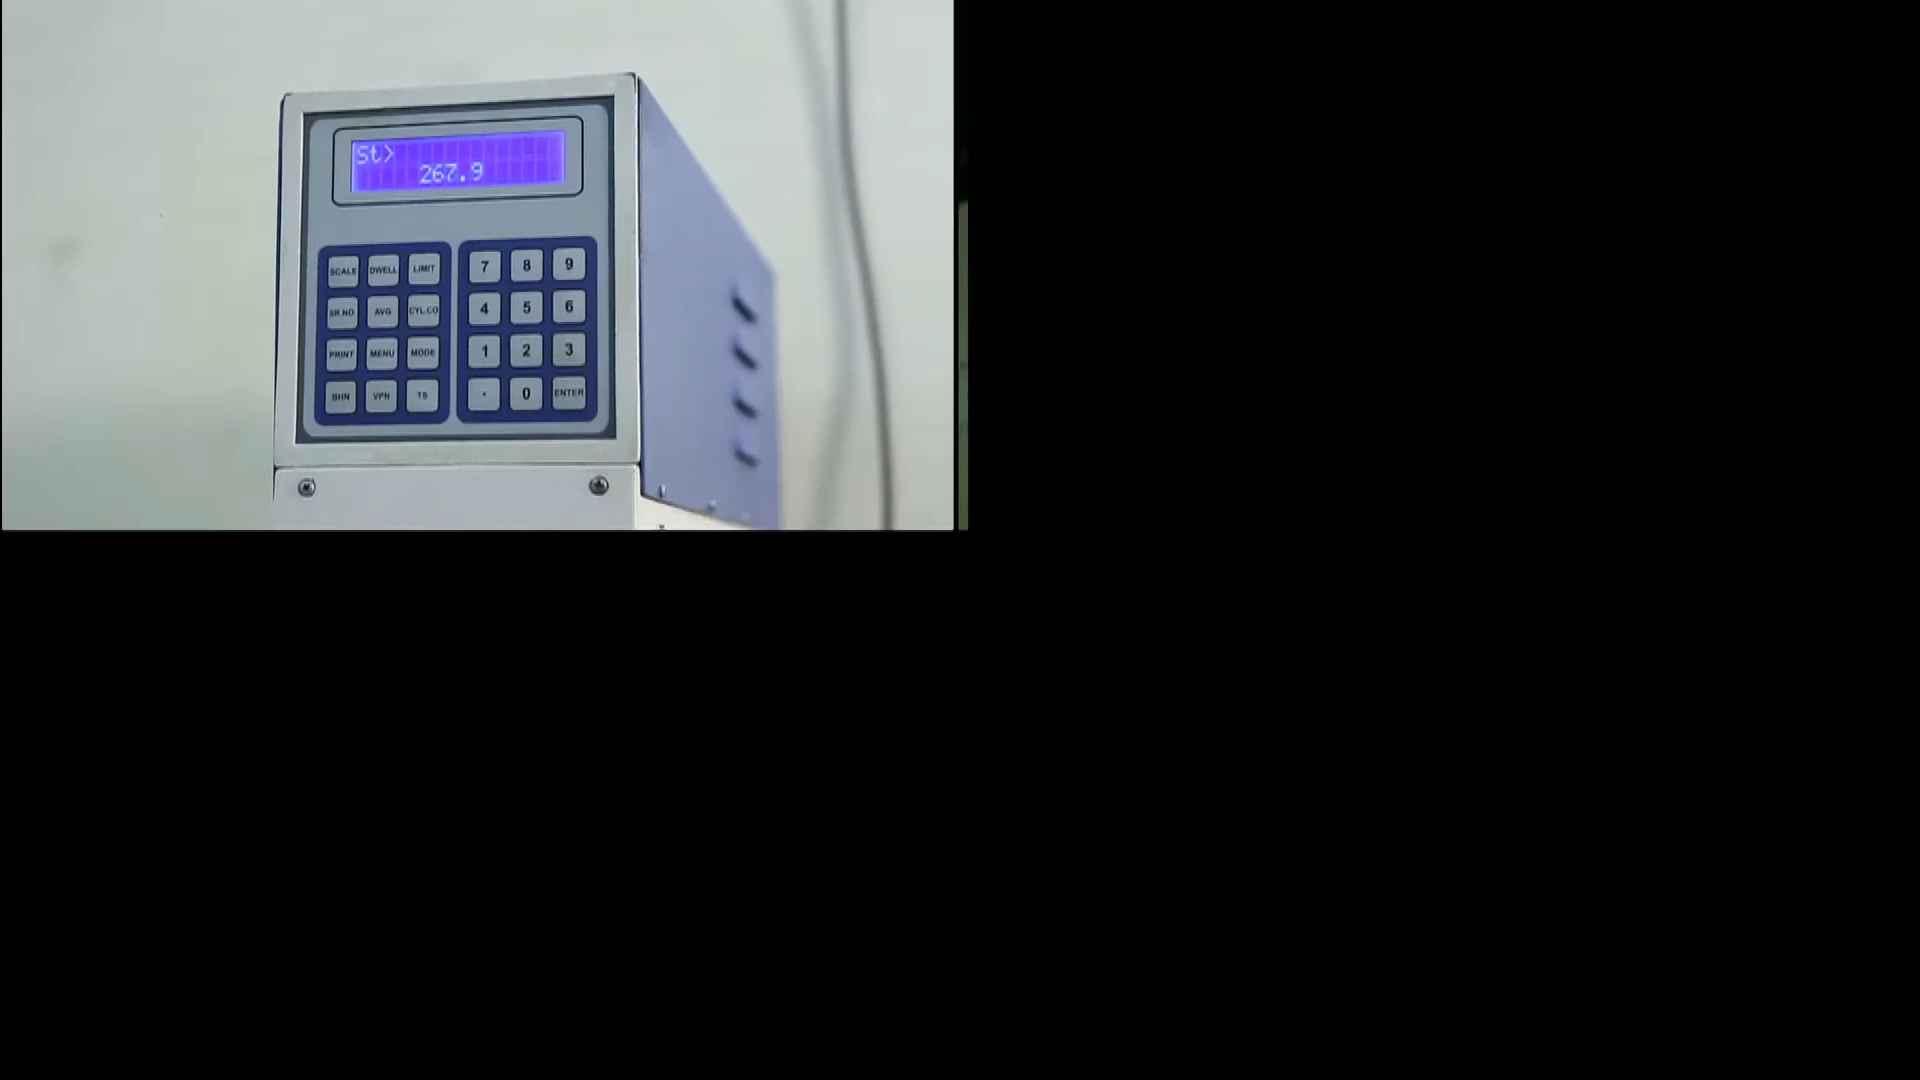 St>
267.9
SCALE DWELL LIMIT 7 8 9
SR.NO AVG CYL.CO 4 5 6
PRINT MENU MODE 1 2 3
BHN VPN TS . 0 ENTER